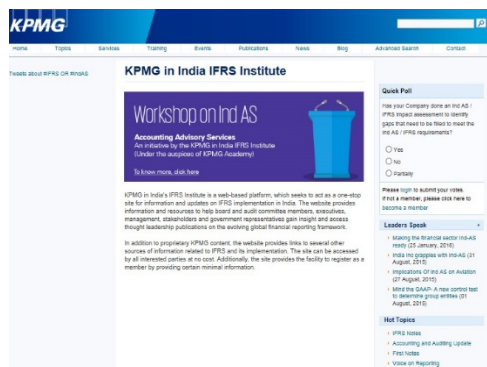 KPMG
Home Topics Services Training Events Publications News Blog Advanced Search Contact
Tweets about #IFRS OR #IndAS
KPMG in India IFRS Institute
Workshop on Ind AS
Accounting Advisory Services
An initiative by the KPMG in India IFRS Institute
(Under the auspices of KPMG Academy)
To know more, click here
KPMG in India's IFRS Institute is a web-based platform, which seeks to act as a one-stop
site for information and updates on IFRS implementation in India. The website provides
information and resources to help board and audit committee members, executives,
management, stakeholders and government representatives gain insight and access
thought leadership publications on the evolving global financial reporting framework.
In addition to proprietary KPMG content, the website provides links to several other
sources of information related to IFRS and its implementation. The site can be accessed
by all interested parties at no cost. Additionally, the site provides the facility to register as a
member by providing certain minimal information.
Quick Poll
Has your Company done an Ind AS /
IFRS impact assessment to identify
gaps that need to be filled to meet the
Ind AS / IFRS requirements?
Yes
No
Partially
Please login to submit your votes.
If not a member, please click here to
become a member
Leaders Speak
Making the financial sector Ind-AS
ready (25 January, 2016)
India Inc grapples with Ind-AS (31
August, 2015)
Implications Of Ind AS on Aviation
(27 August, 2015)
Mind the GAAP- A new control test
to determine group entities (01
August, 2015)
Hot Topics
IFRS Notes
Accounting and Auditing Update
First Notes
Voice on Reporting